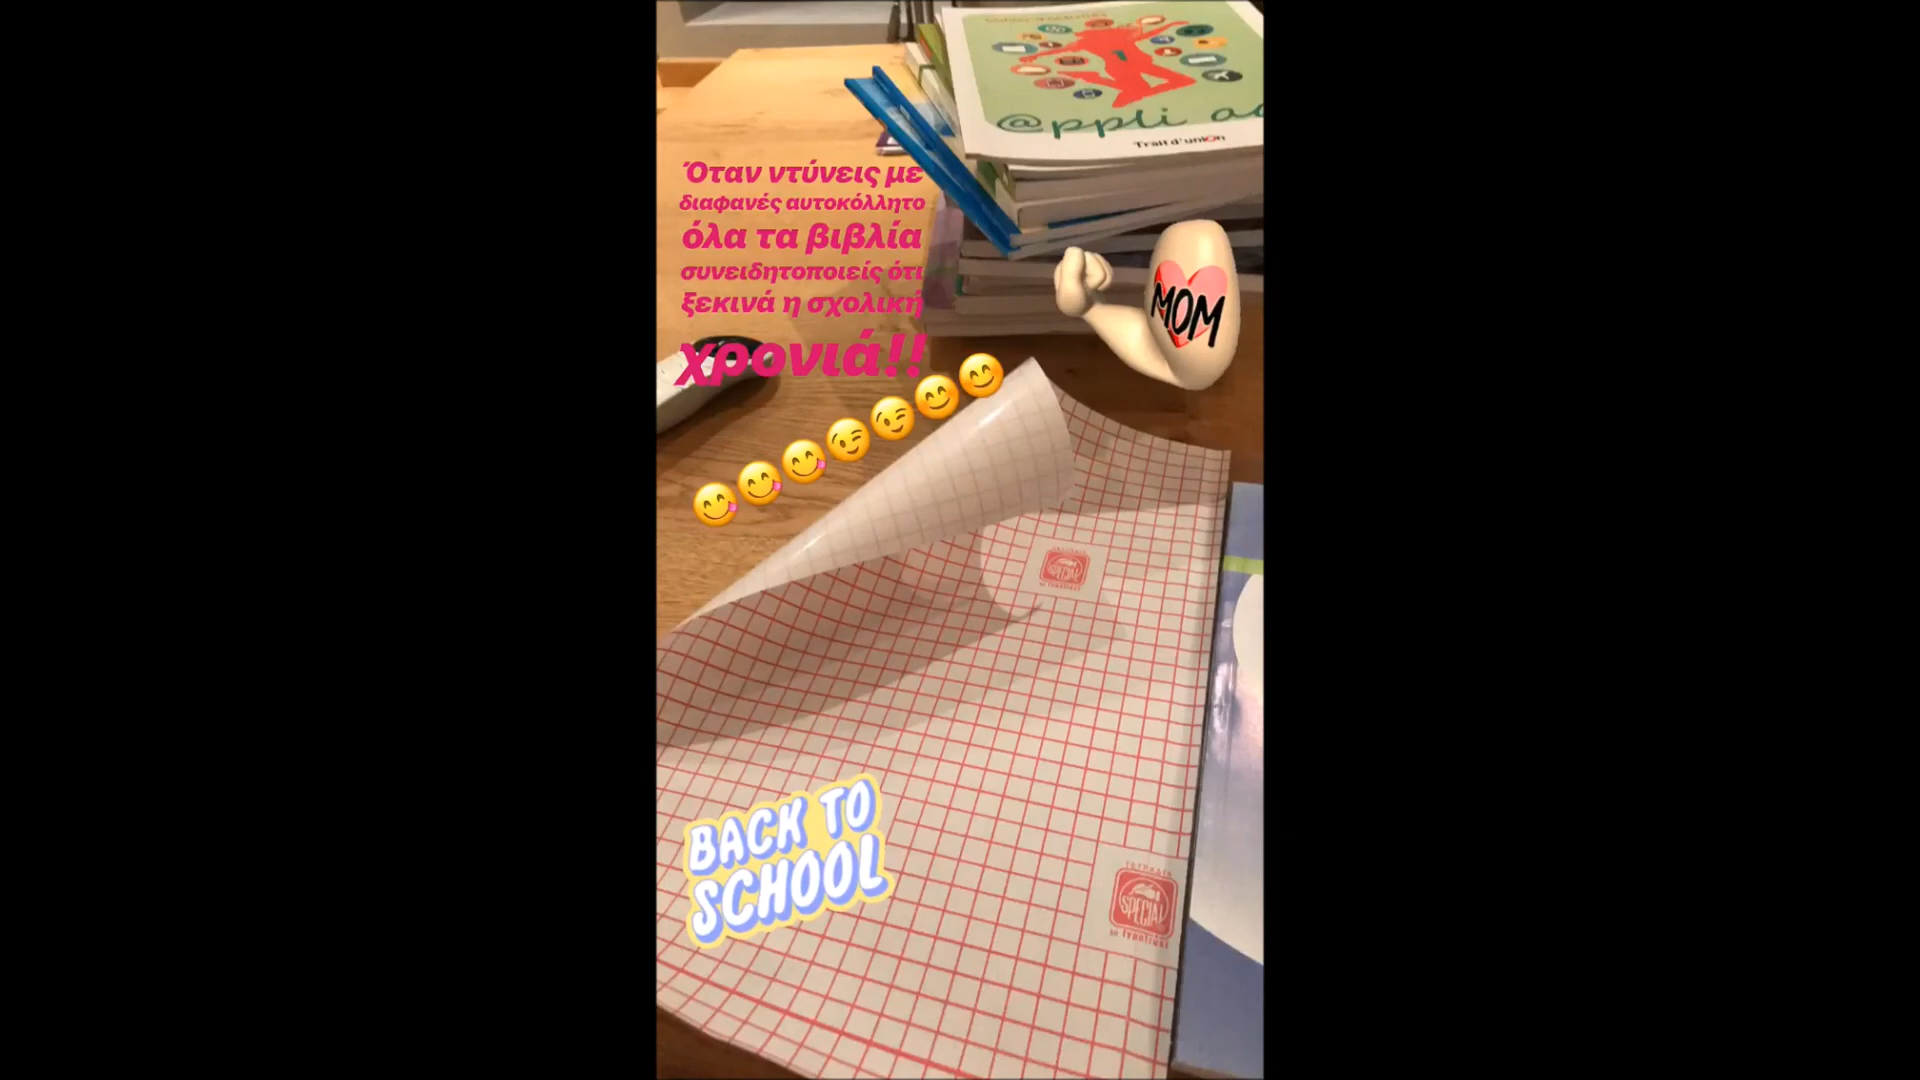 @ppli
Trait d'union
Όταν ντύνεις με
διαφανές αυτοκόλλητο
όλα τα βιβλία
συνειδητοποιείς ότι
ξεκινά η σχολική
χρονιά!!
MOM
SPECIAL
BACK TO
SCHOOL
SPECIAL